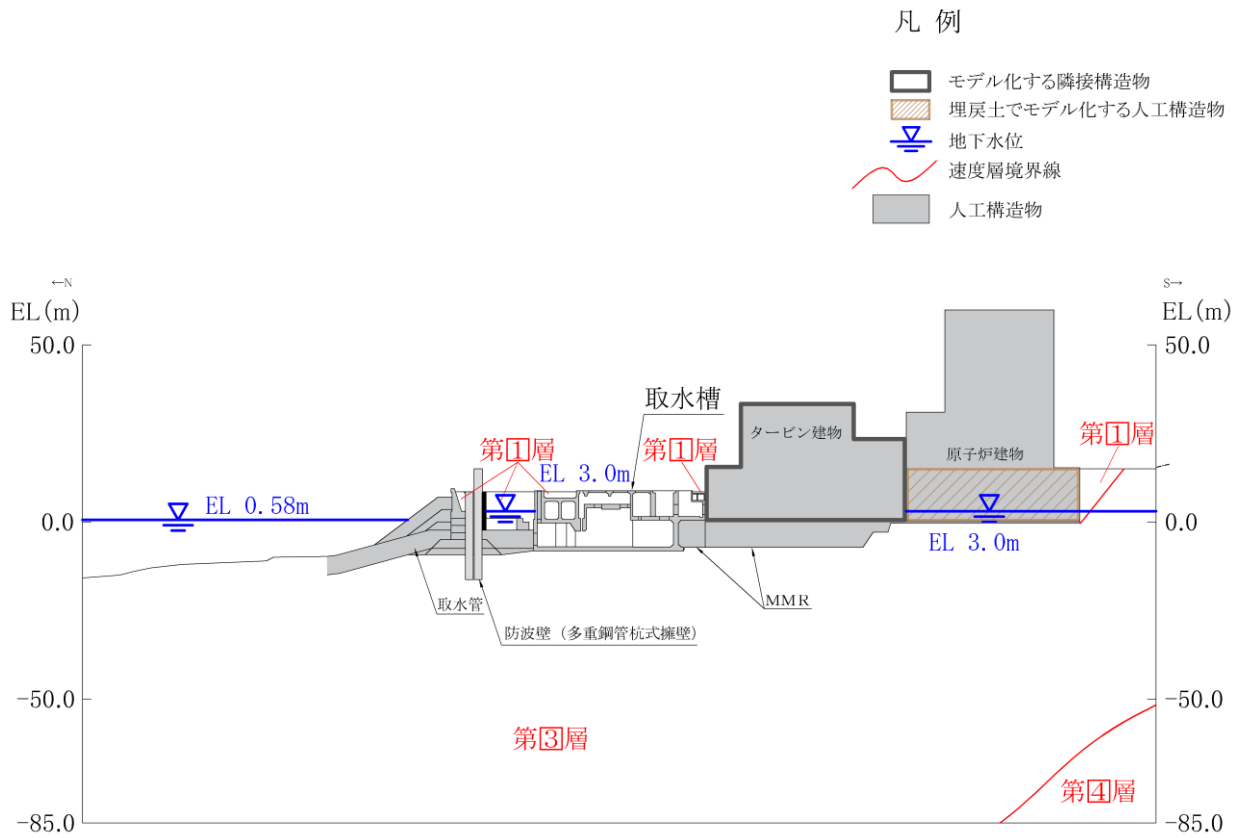 凡 例
モデル化する隣接構造物
埋戻土でモデル化する人工構造物
地下水位
速度層境界線
人工構造物
←N
S→
EL(m)
EL(m)
50.0
50.0
取水槽
タービン建物
原子炉建物
第1層
第1層
第1層
EL 3.0m
EL 0.58m
0.0
0.0
EL 3.0m
取水管
MMR
防波壁（多重鋼管杭式擁壁）
-50.0
-50.0
第3層
第4層
-85.0
-85.0